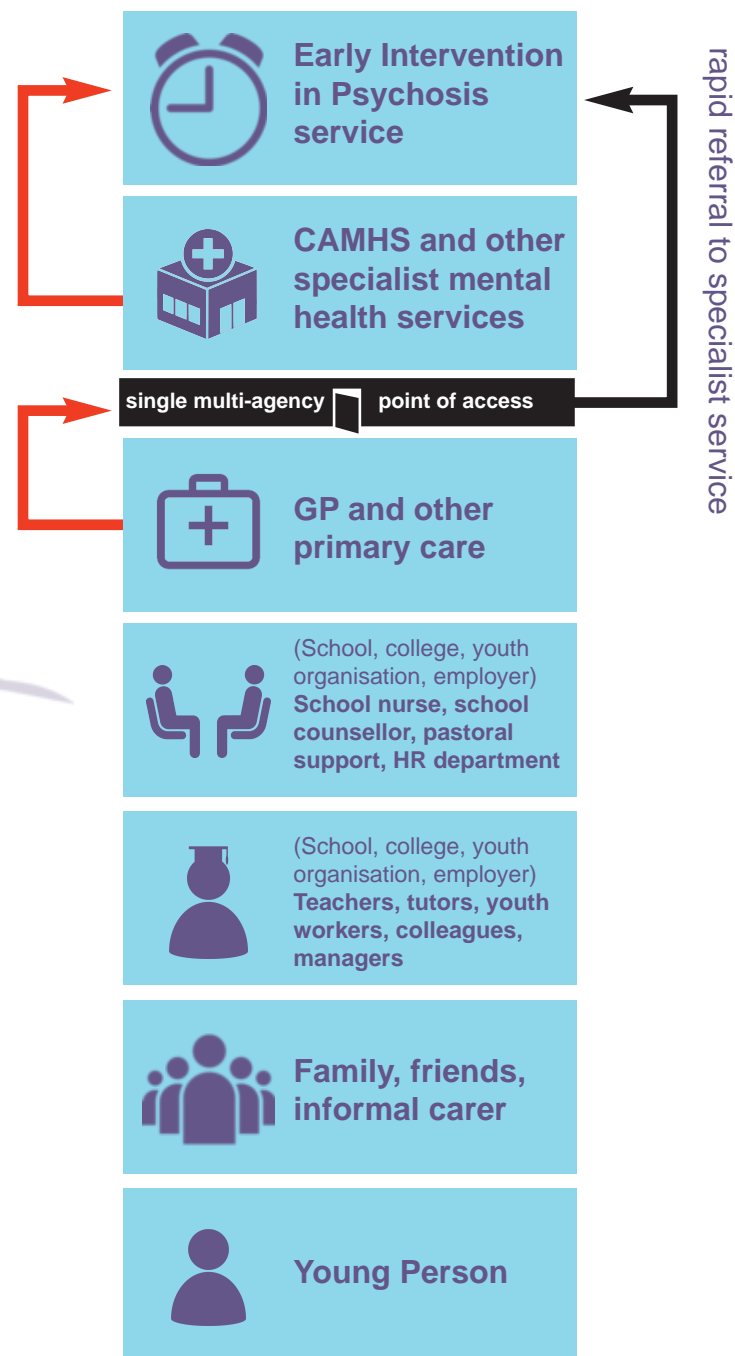 Early Intervention
in Psychosis
service
CAMHS and other
specialist mental
health services
single multi-agency point of access
GP and other
primary care
(School, college, youth
organisation, employer)
School nurse, school
counsellor, pastoral
support, HR department
(School, college, youth
organisation, employer)
Teachers, tutors, youth
workers, colleagues,
managers
Family, friends,
informal carer
Young Person
rapid referral to specialist service